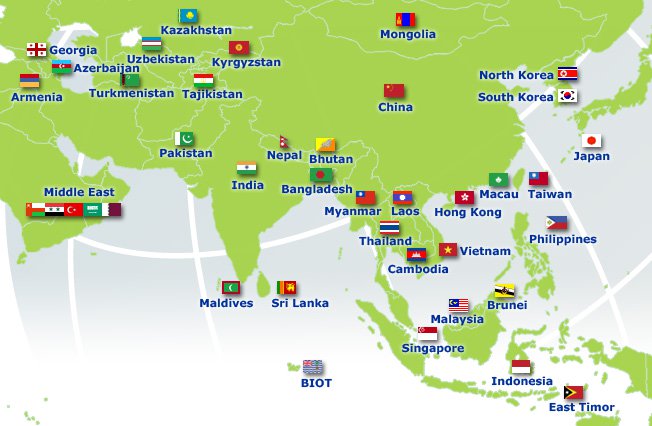 Kazakhstan
Mongolia
Georgia
Uzbekistan
Kyrgyzstan
Azerbaijan
North Korea
Armenia
Turkmenistan
Tajikistan
South Korea
China
Pakistan
Nepal
Bhutan
Japan
India
Bangladesh
Middle East
Macau
Taiwan
Myanmar
Laos
Hong Kong
Thailand
Philippines
Vietnam
Cambodia
Maldives
Sri Lanka
Brunei
Malaysia
Singapore
BIOT
Indonesia
East Timor